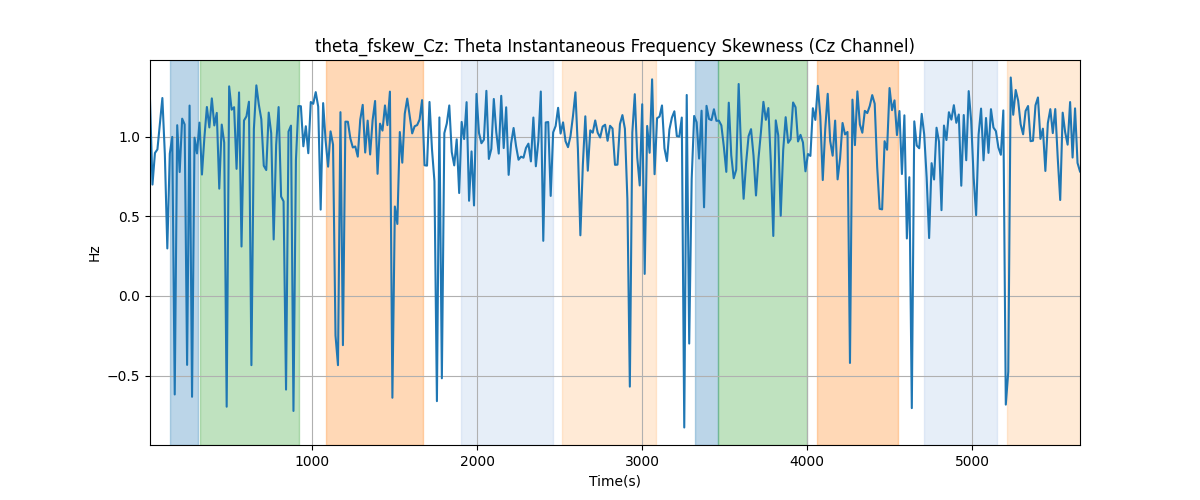 theta_fskew_Cz: Theta Instantaneous Frequency Skewness (Cz Channel)
Hz
1.0
0.5
0.0
−0.5
1000 2000 3000 4000 5000
Time(s)